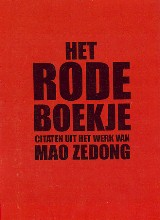 HET
RODE
BOEKJE
CITATEN UIT HET WERK VAN
MAO ZEDONG